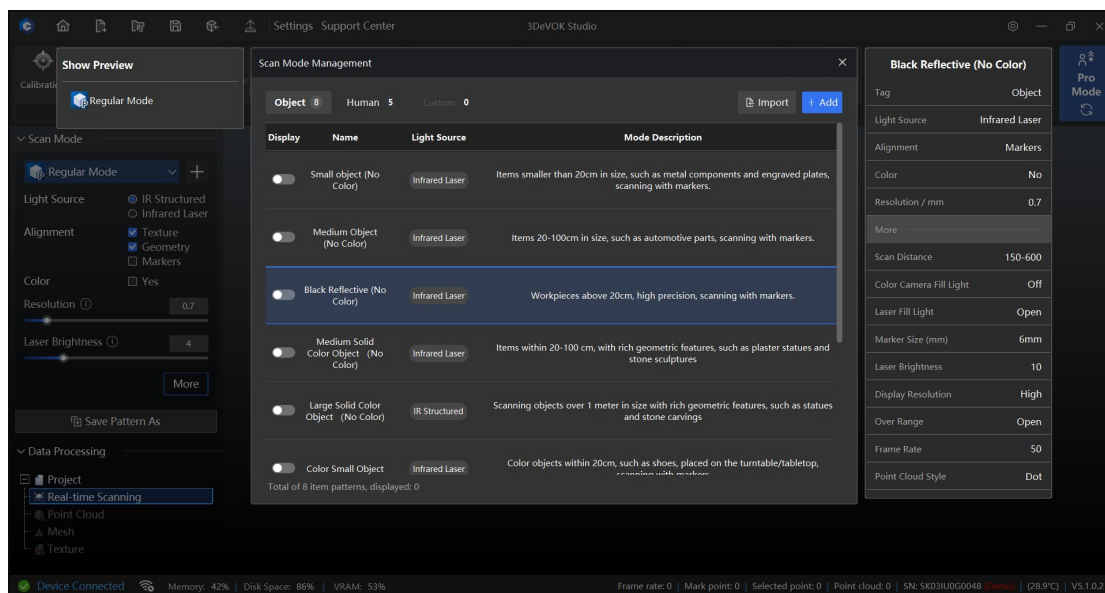 Settings Support Center
3DeVOK Studio
Show Preview
Regular Mode
Pro
Mode
Scan Mode
Regular Mode
Light Source
IR Structured
Infrared Laser
Alignment
Texture
Geometry
Markers
Color
Yes
Resolution
0.7
Laser Brightness
4
More
Save Pattern As
Data Processing
Project
Real-time Scanning
Point Cloud
Mesh
Texture
Scan Mode Management
Object 8
Human 5
Custom 0
Import
+ Add
Display
Name
Light Source
Mode Description
Small object (No
Color)
Infrared Laser
Items smaller than 20cm in size, such as metal components and engraved plates,
scanning with markers.
Medium Object
(No Color)
Infrared Laser
Items 20-100cm in size, such as automotive parts, scanning with markers.
Black Reflective (No
Color)
Infrared Laser
Workpieces above 20cm, high precision, scanning with markers.
Medium Solid
Color Object (No
Color)
Infrared Laser
Items within 20-100 cm, with rich geometric features, such as plaster statues and
stone sculptures
Large Solid Color
Object (No Color)
IR Structured
Scanning objects over 1 meter in size with rich geometric features, such as statues
and stone carvings
Color Small Object
Infrared Laser
Color objects within 20cm, such as shoes, placed on the turntable/tabletop,
scanning with markers
Total of 8 item patterns, displayed: 0
Black Reflective (No Color)
Tag Object
Light Source Infrared Laser
Alignment Markers
Color No
Resolution / mm 0.7
More
Scan Distance 150-600
Color Camera Fill Light Off
Laser Fill Light Open
Marker Size (mm) 6mm
Laser Brightness 10
Display Resolution High
Over Range Open
Frame Rate 50
Point Cloud Style Dot
Device Connected
Memory: 42% | Disk Space: 86% | VRAM: 53%
Frame rate: 0 | Mark point: 0 | Selected point: 0 | Point cloud: 0 | SN: SK03IU0G0048 (Demo) | (28.9°C) | V5.1.0.2